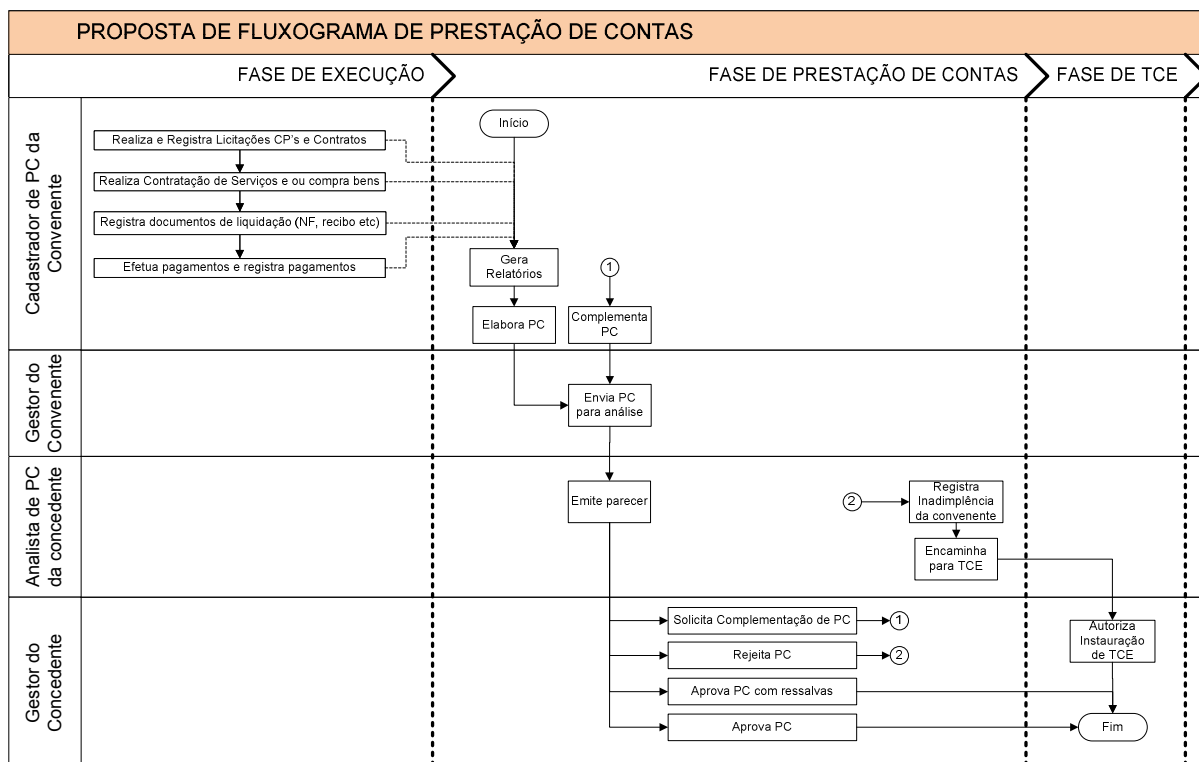 PROPOSTA DE FLUXOGRAMA DE PRESTAÇÃO DE CONTAS
FASE DE EXECUÇÃO
FASE DE PRESTAÇÃO DE CONTAS
FASE DE TCE
Cadastrador de PC da
Convenente
Realiza e Registra Licitações CP's e Contratos
Realiza Contratação de Serviços e ou compra bens
Registra documentos de liquidação (NF, recibo etc)
Efetua pagamentos e registra pagamentos
Início
Gera
Relatórios
1
Elabora PC
Complementa
PC
Gestor do
Convenente
Envia PC
para análise
Analista de PC
da concedente
Emite parecer
2
Registra
Inadimplência
da convenente
Encaminha
para TCE
Gestor do
Concedente
Solicita Complementação de PC
1
Rejeita PC
2
Aprova PC com ressalvas
Aprova PC
Autoriza
Instauração
de TCE
Fim